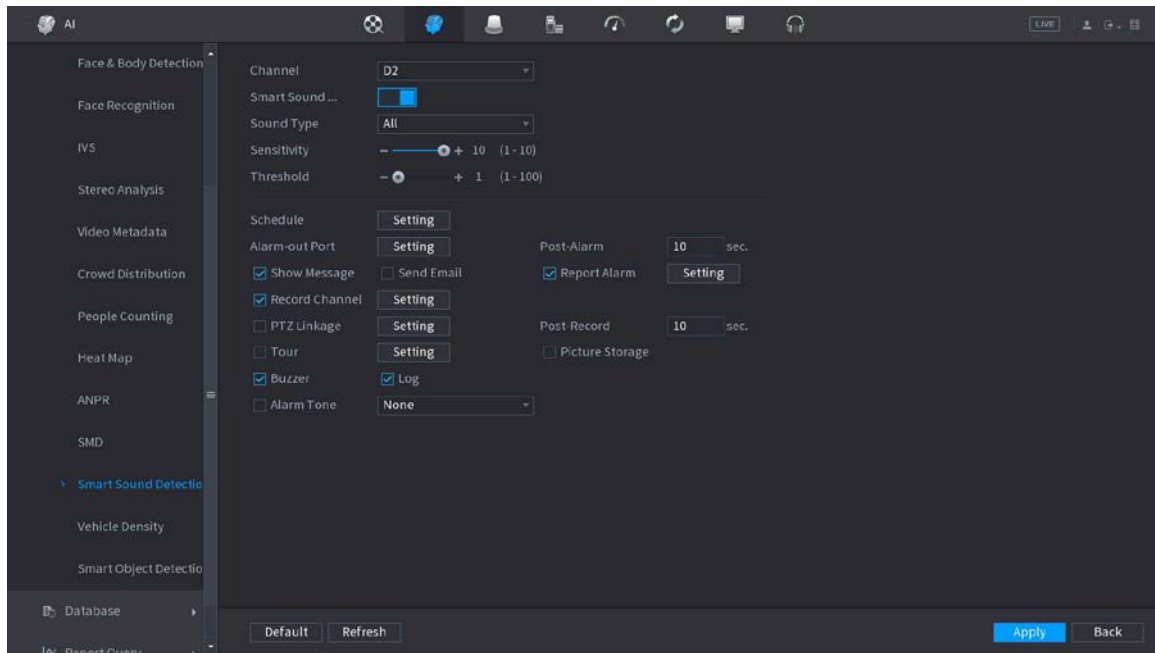 AI
LIVE
Face & Body Detection
Face Recognition
IVS
Stereo Analysis
Video Metadata
Crowd Distribution
People Counting
Heat Map
ANPR
SMD
Smart Sound Detectio
Vehicle Density
Smart Object Detectio
Database
Report Query
Channel D2
Smart Sound ...
Sound Type All
Sensitivity - + 10 (1 - 10)
Threshold - + 1 (1 - 100)
Schedule Setting
Alarm-out Port Setting Post-Alarm 10 sec.
Show Message Send Email Report Alarm Setting
Record Channel Setting
PTZ Linkage Setting Post-Record 10 sec.
Tour Setting Picture Storage
Buzzer Log
Alarm Tone None
Default Refresh Apply Back